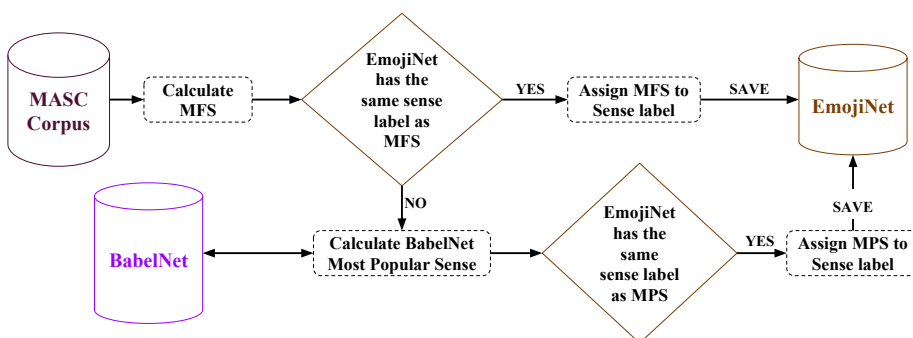 MASC
Corpus
Calculate
MFS
EmojiNet
has the
same sense
label as
MFS
YES
Assign MFS to
Sense label
SAVE
EmojiNet
NO
BabelNet
Calculate BabelNet
Most Popular Sense
EmojiNet
has the
same
sense label
as MPS
YES
Assign MPS to
Sense label
SAVE